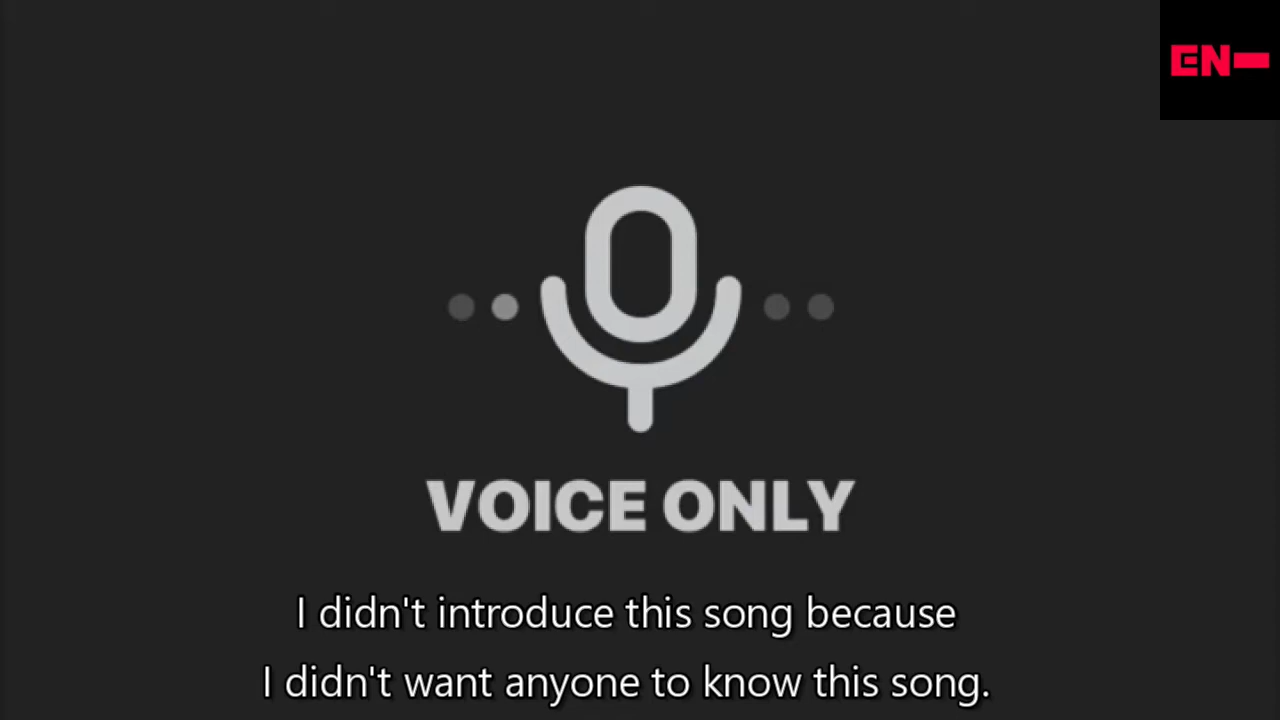 EN-
VOICE ONLY
I didn't introduce this song because
I didn't want anyone to know this song.